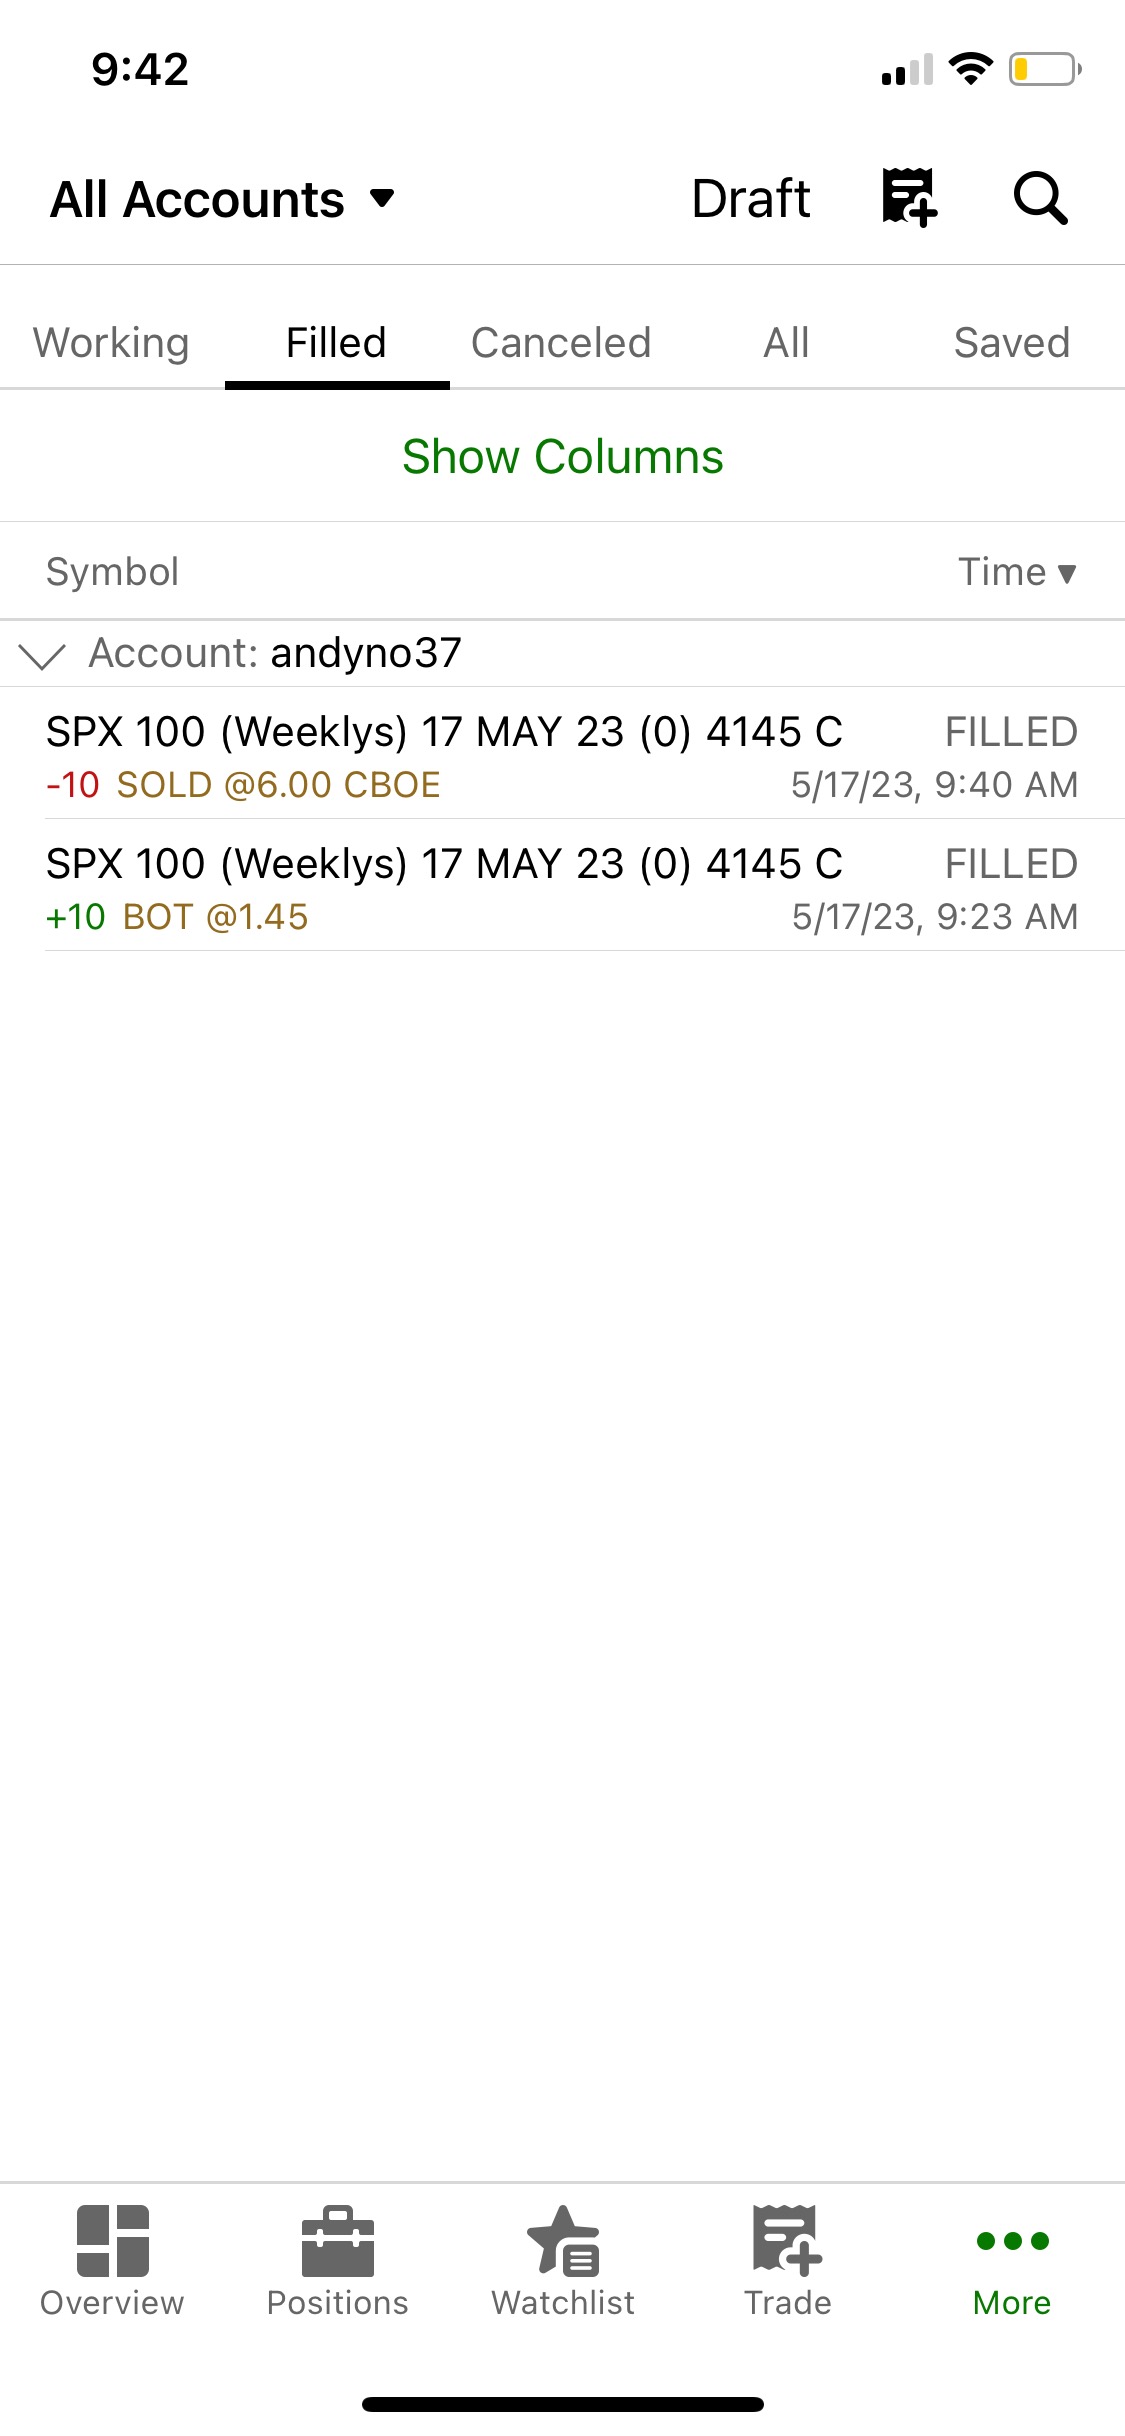 9:42
All Accounts ▼ Draft
Working Filled Canceled All Saved
Show Columns
Symbol Time ▼
Account: andyno37
SPX 100 (Weeklys) 17 MAY 23 (0) 4145 C FILLED
-10 SOLD @6.00 CBOE 5/17/23, 9:40 AM
SPX 100 (Weeklys) 17 MAY 23 (0) 4145 C FILLED
+10 BOT @1.45 5/17/23, 9:23 AM
Overview Positions Watchlist Trade More